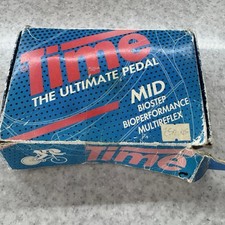 Time
THE ULTIMATE PEDAL
MID
BIOSTEP
BIOPERFORMANCE
MULTIREFLEX
Time